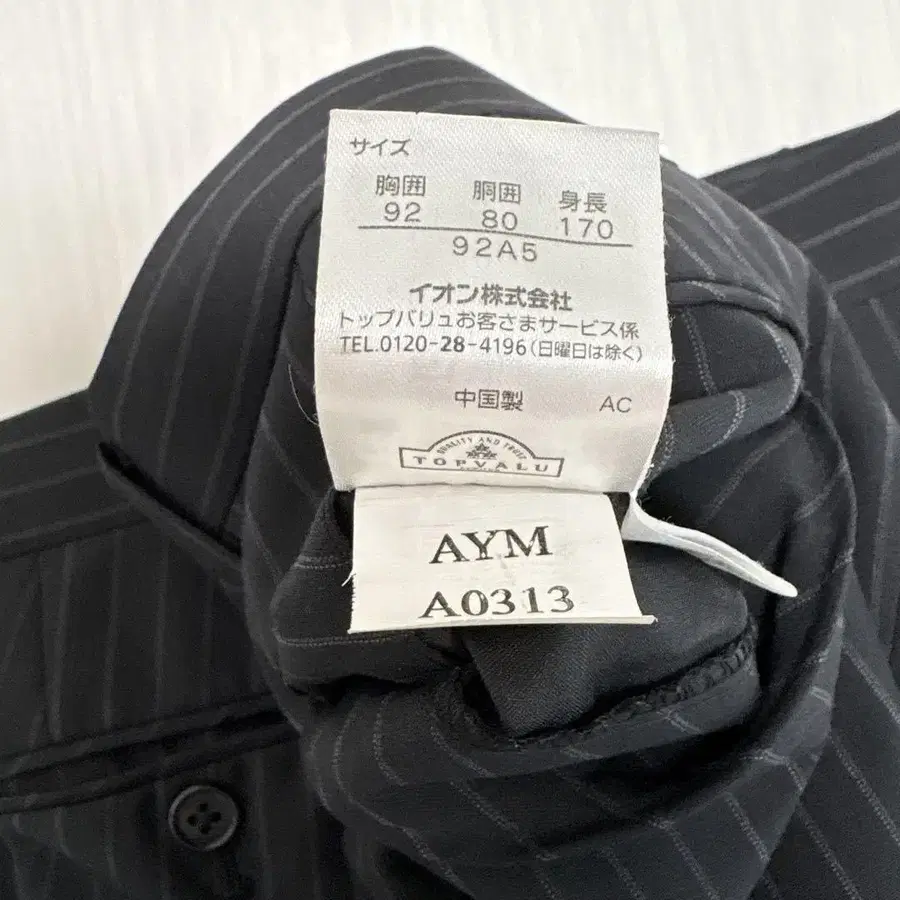 サイズ
胸囲 胴囲 身長
92 80 170
92A5
イオン株式会社
トップバリュお客さまサービス係
TEL.0120-28-4196(日曜日は除く)
中国製 AC
QUALITY AND TRUST
TOPVALU
AYM
A0313